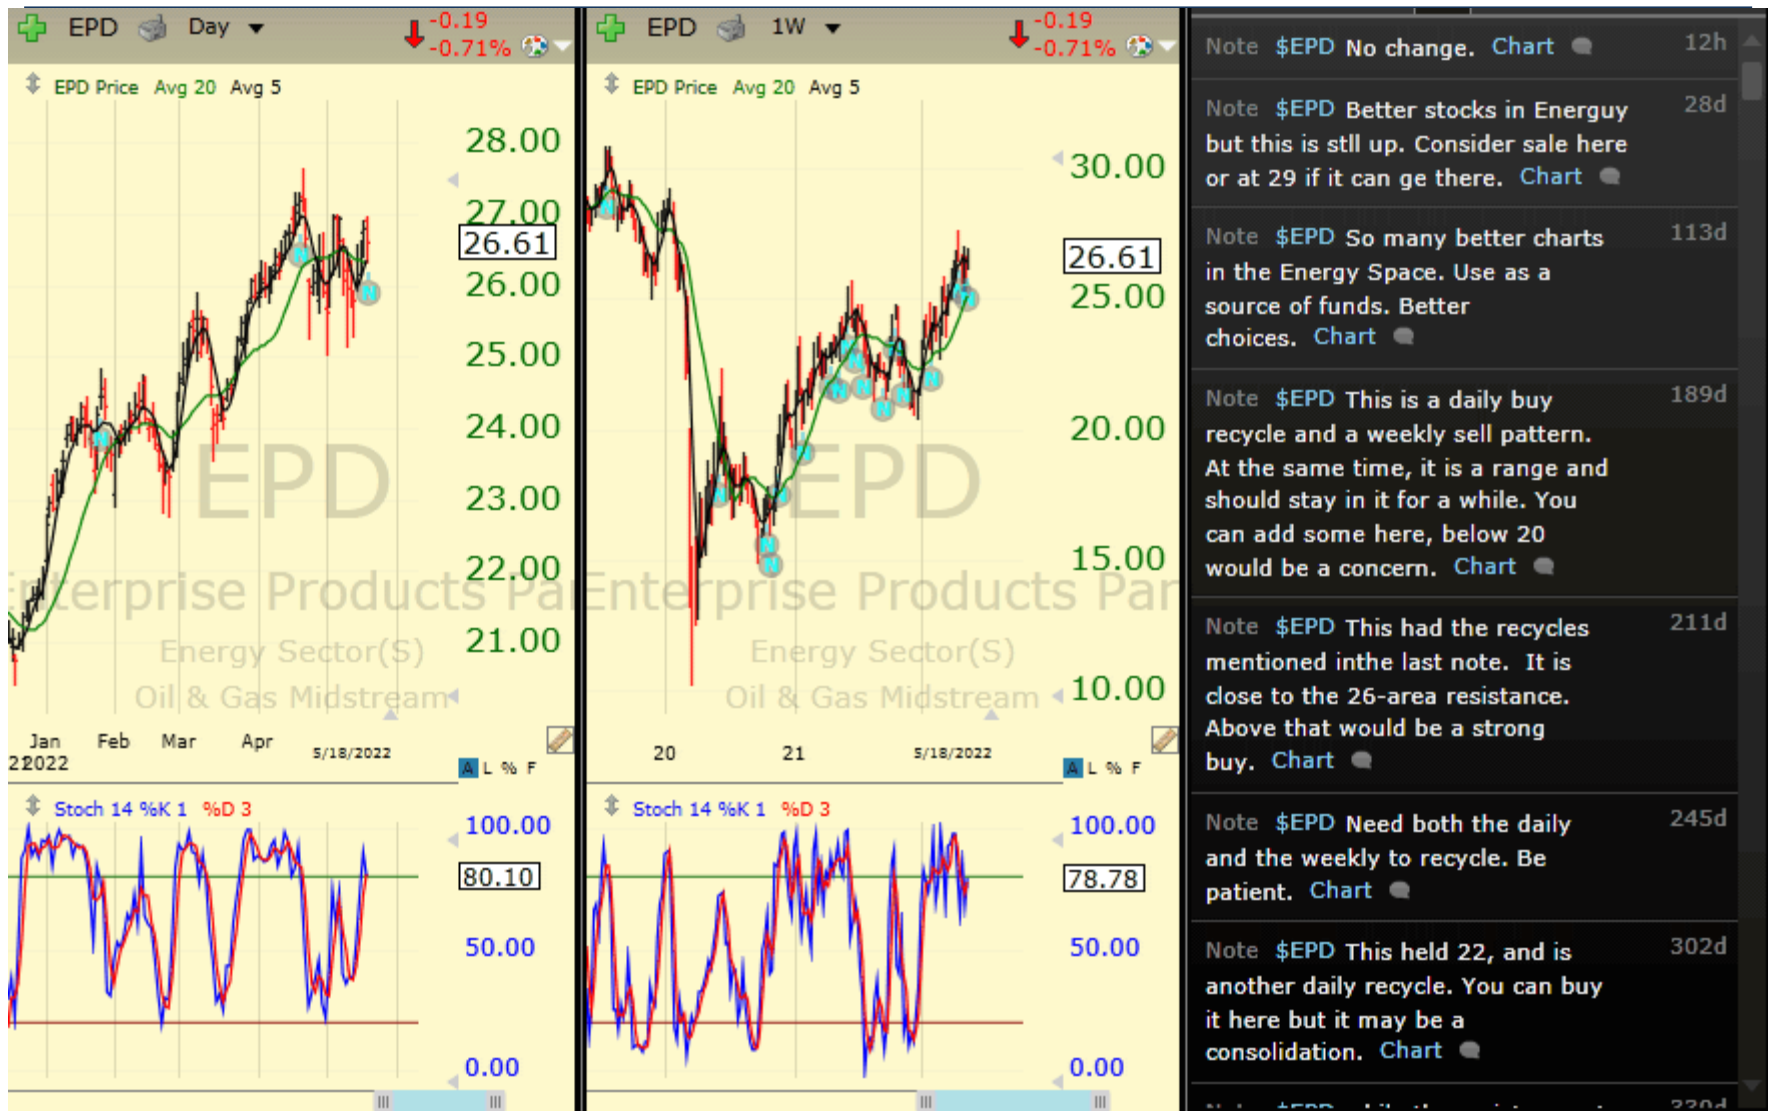 EPD Day -0.19
-0.71%
EPD Price Avg 20 Avg 5
28.00
27.00
26.61
26.00
25.00
24.00
23.00
22.00
21.00
EPD
Enterprise Products Pa
Energy Sector(S)
Oil & Gas Midstream
Jan Feb Mar Apr 5/18/2022
2022
A L % F
Stoch 14 %K 1 %D 3
100.00
80.10
50.00
0.00
EPD 1W -0.19
-0.71%
EPD Price Avg 20 Avg 5
30.00
26.61
25.00
20.00
15.00
10.00
EPD
Enterprise Products Par
Energy Sector(S)
Oil & Gas Midstream
20 21 5/18/2022
A L % F
Stoch 14 %K 1 %D 3
100.00
78.78
50.00
0.00
Note $EPD No change. Chart 12h
Note $EPD Better stocks in Energuy 28d
but this is stll up. Consider sale here
or at 29 if it can ge there. Chart
Note $EPD So many better charts 113d
in the Energy Space. Use as a
source of funds. Better
choices. Chart
Note $EPD This is a daily buy 189d
recycle and a weekly sell pattern.
At the same time, it is a range and
should stay in it for a while. You
can add some here, below 20
would be a concern. Chart
Note $EPD This had the recycles 211d
mentioned inthe last note. It is
close to the 26-area resistance.
Above that would be a strong
buy. Chart
Note $EPD Need both the daily 245d
and the weekly to recycle. Be
patient. Chart
Note $EPD This held 22, and is 302d
another daily recycle. You can buy
it here but it may be a
consolidation. Chart